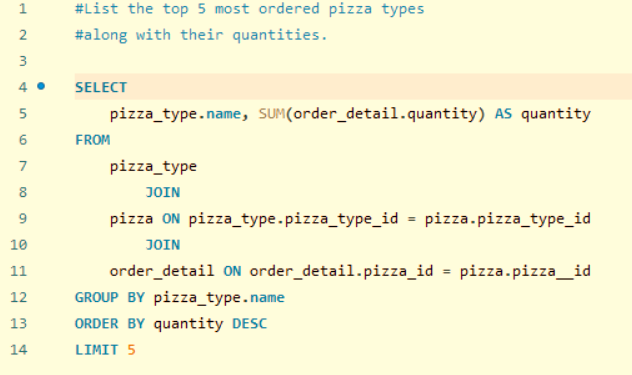 1 #List the top 5 most ordered pizza types
2 #along with their quantities.
3
4 SELECT
5 pizza_type.name, SUM(order_detail.quantity) AS quantity
6 FROM
7 pizza_type
8 JOIN
9 pizza ON pizza_type.pizza_type_id = pizza.pizza_type_id
10 JOIN
11 order_detail ON order_detail.pizza_id = pizza.pizza__id
12 GROUP BY pizza_type.name
13 ORDER BY quantity DESC
14 LIMIT 5